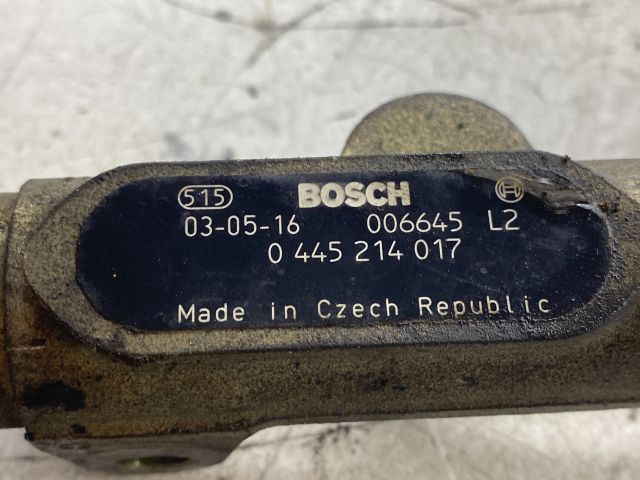 515 BOSCH
03-05-16 006645 L2
0 445 214 017
Made in Czech Republic